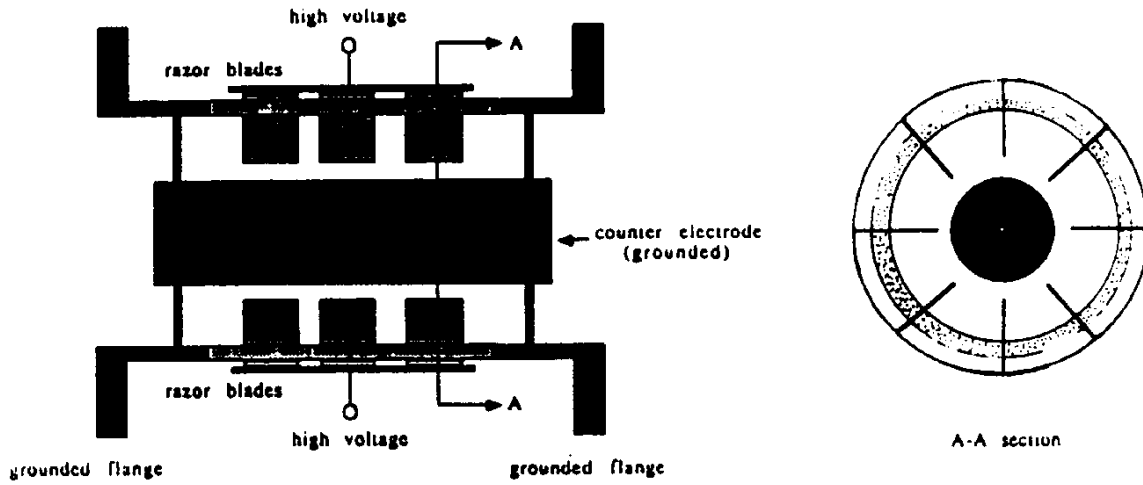 high voltage
A
razor blades
counter electrode
(grounded)
razor blades
A
high voltage
A-A section
grounded flange
grounded flange